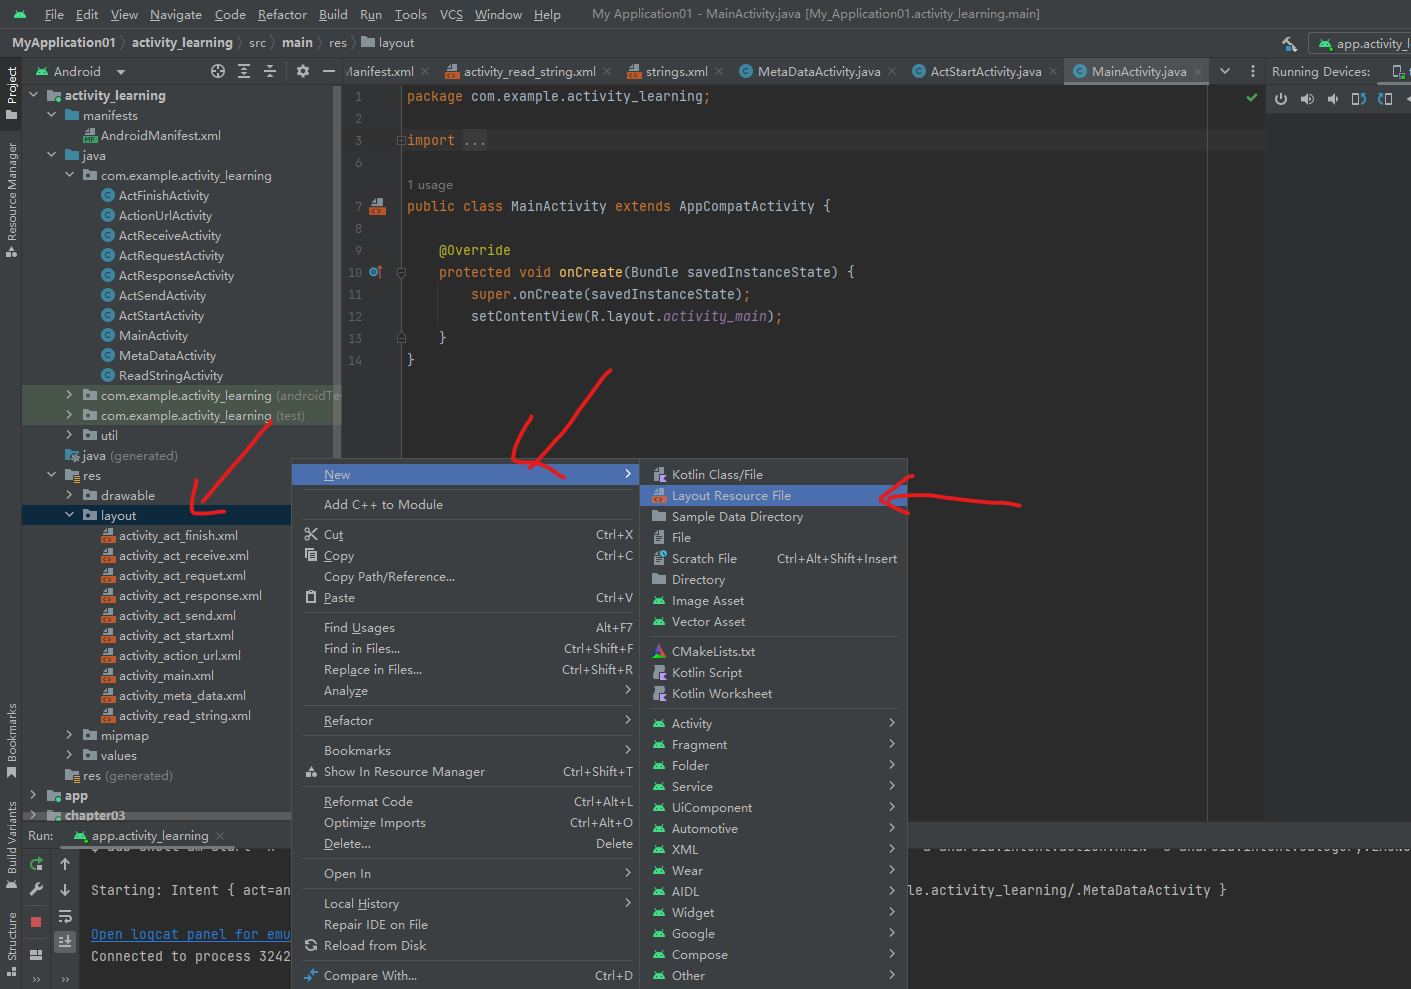 File Edit View Navigate Code Refactor Build Run Tools VCS Window Help My Application01 - MainActivity.java [My_Application01.activity_learning.main]
MyApplication01 activity_learning src main res layout app.activity_l
Android Manifest.xml activity_read_string.xml strings.xml MetaDataActivity.java ActStartActivity.java MainActivity.java Running Devices:
Project
Resource Manager
Bookmarks
Build Variants
Structure
activity_learning
manifests
AndroidManifest.xml
java
com.example.activity_learning
ActFinishActivity
ActionUrlActivity
ActReceiveActivity
ActRequestActivity
ActResponseActivity
ActSendActivity
ActStartActivity
MainActivity
MetaDataActivity
ReadStringActivity
com.example.activity_learning (androidTe
com.example.activity_learning (test)
util
java (generated)
res
drawable
layout
activity_act_finish.xml
activity_act_receive.xml
activity_act_requet.xml
activity_act_response.xml
activity_act_send.xml
activity_act_start.xml
activity_action_url.xml
activity_main.xml
activity_meta_data.xml
activity_read_string.xml
mipmap
values
res (generated)
app
chapter03
1 package com.example.activity_learning;
2
3 import ...
6
1 usage
7 public class MainActivity extends AppCompatActivity {
8
9 @Override
10 protected void onCreate(Bundle savedInstanceState) {
11 super.onCreate(savedInstanceState);
12 setContentView(R.layout.activity_main);
13 }
14 }
New
Add C++ to Module
Cut Ctrl+X
Copy Ctrl+C
Copy Path/Reference...
Paste Ctrl+V
Find Usages Alt+F7
Find in Files... Ctrl+Shift+F
Replace in Files... Ctrl+Shift+R
Analyze
Refactor
Bookmarks
Show In Resource Manager Ctrl+Shift+T
Reformat Code Ctrl+Alt+L
Optimize Imports Ctrl+Alt+O
Delete... Delete
Open In
Local History
Repair IDE on File
Reload from Disk
Compare With... Ctrl+D
Kotlin Class/File
Layout Resource File
Sample Data Directory
File
Scratch File Ctrl+Alt+Shift+Insert
Directory
Image Asset
Vector Asset
CMakeLists.txt
Kotlin Script
Kotlin Worksheet
Activity
Fragment
Folder
Service
UiComponent
Automotive
XML
Wear
AIDL
Widget
Google
Compose
Other
Run: app.activity_learning
Starting: Intent { act=an le.activity_learning/.MetaDataActivity }
Open logcat panel for emu
Connected to process 3242